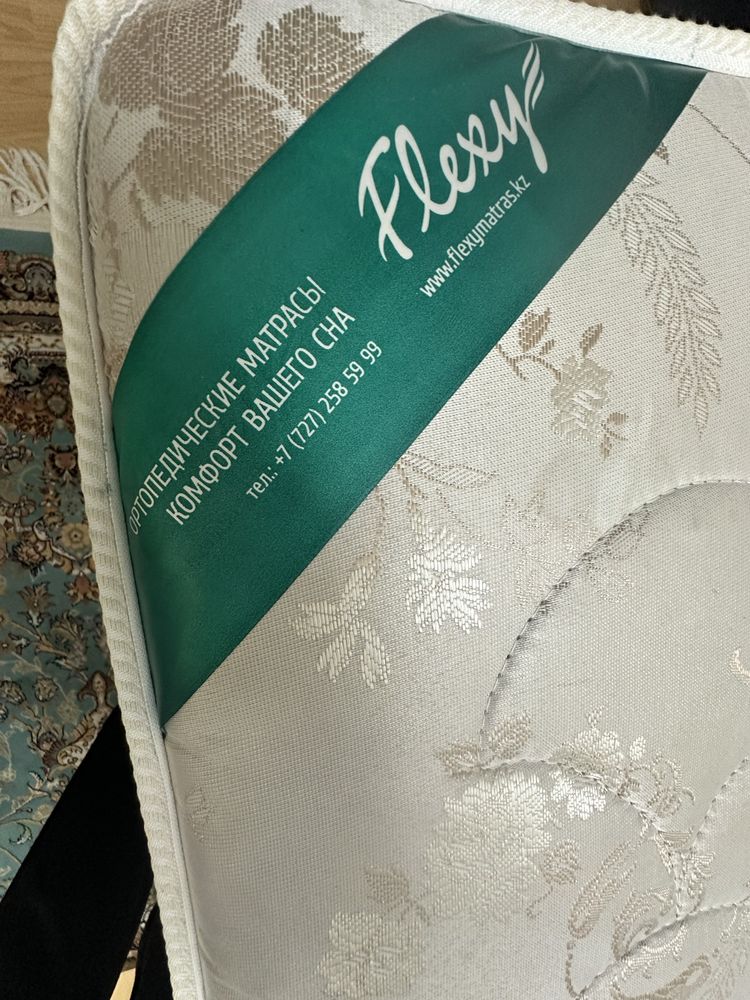 Flexy
www.flexymatras.kz
ОРТОПЕДИЧЕСКИЕ МАТРАСЫ
КОМФОРТ ВАШЕГО СНА
тел.: +7 (727) 258 59 99